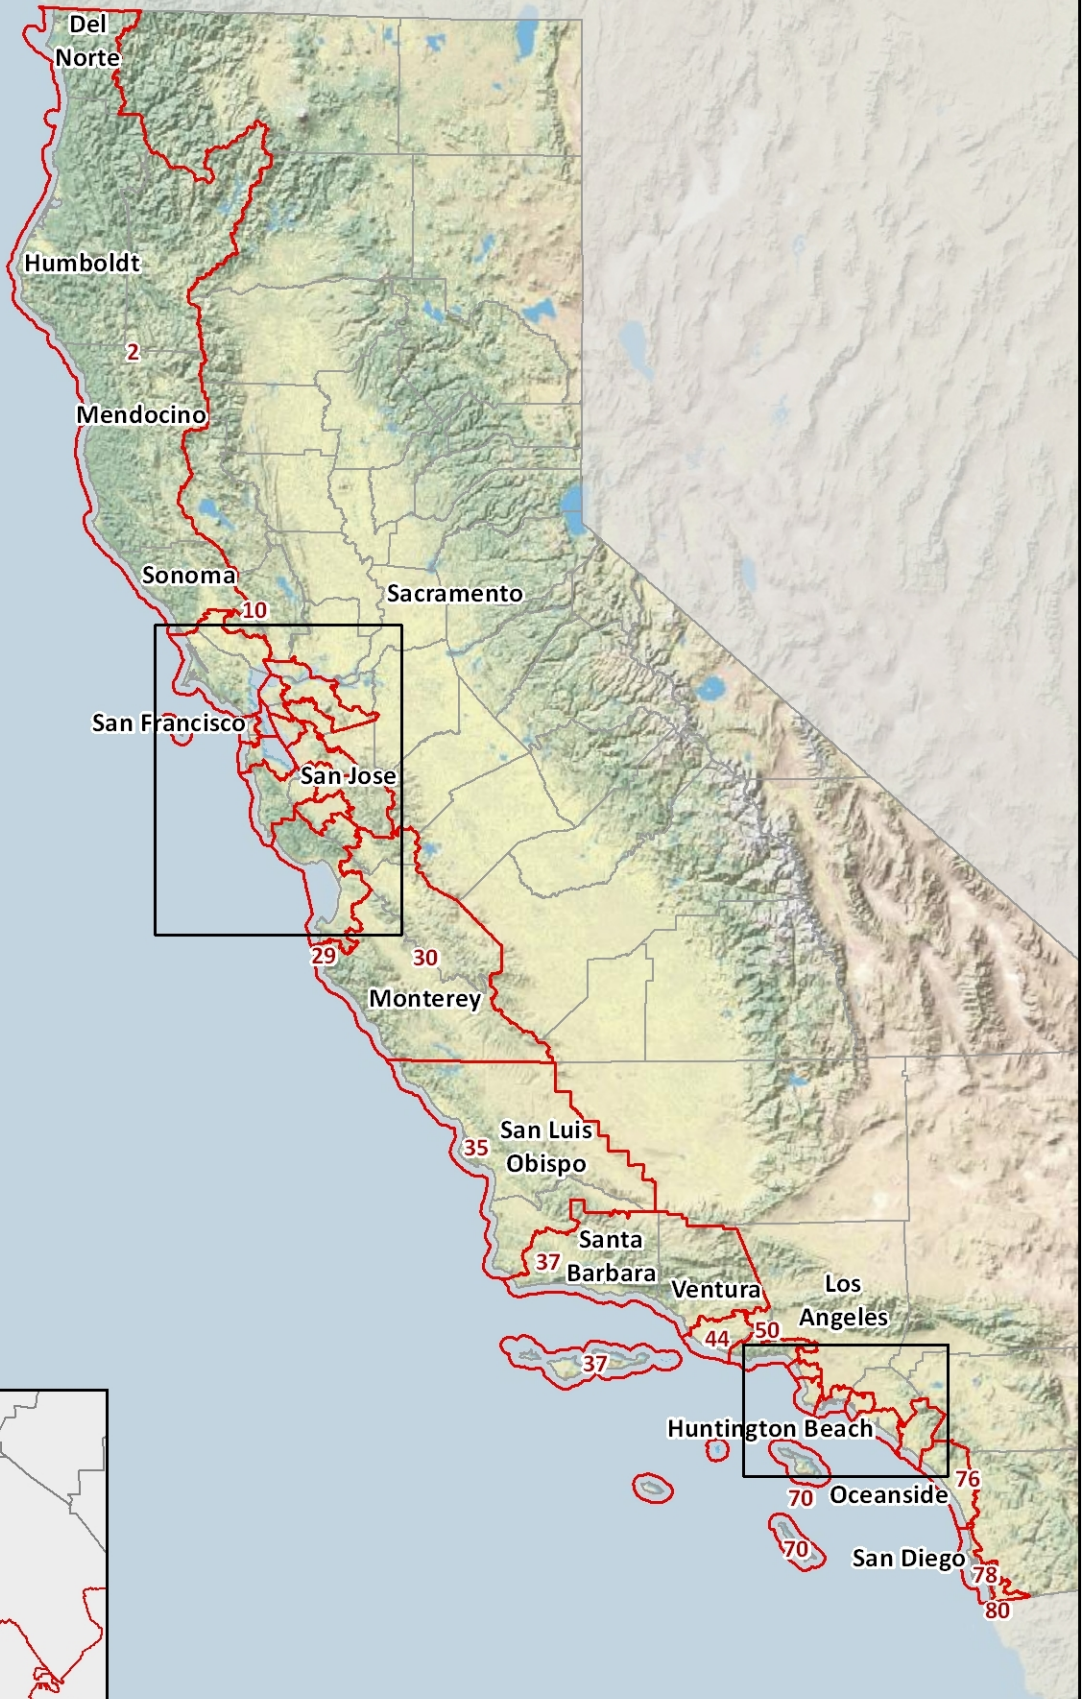 Del
Norte
Humboldt
2
Mendocino
Sonoma
10
Sacramento
San Francisco
San Jose
29
30
Monterey
35
San Luis
Obispo
37
Santa
Barbara
Ventura
Los
Angeles
44
50
37
Huntington Beach
76
70
Oceanside
70
San Diego
78
80